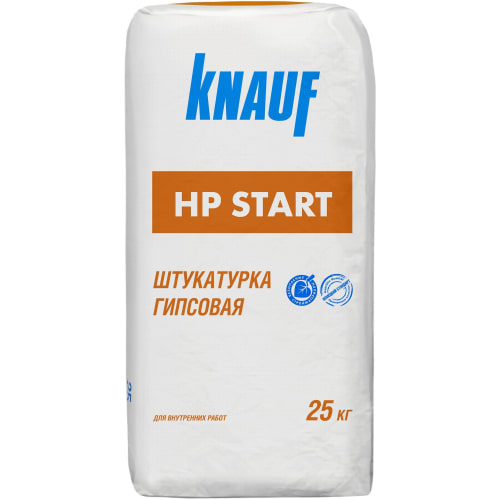 KNAUF
HP START
ШТУКАТУРКА
ГИПСОВАЯ
ДЛЯ ВНУТРЕННИХ РАБОТ
25 КГ